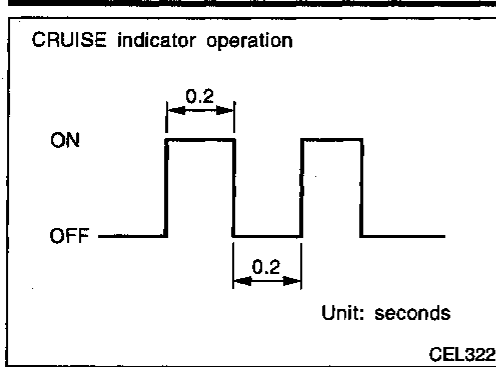 CRUISE indicator operation
0.2
ON
OFF
0.2
Unit: seconds
CEL322